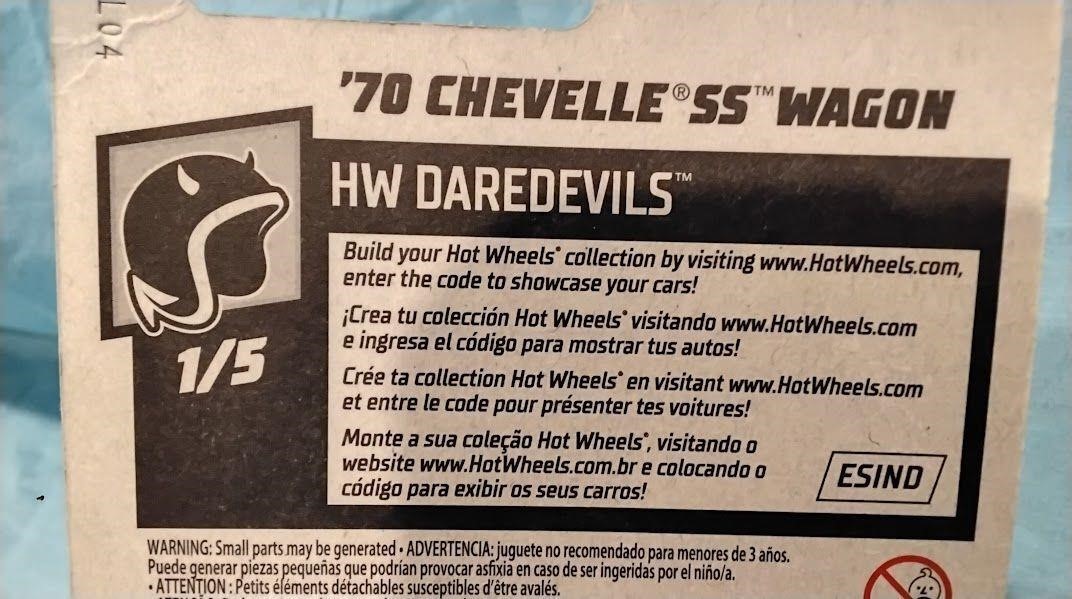 L04
'70 CHEVELLE®SS™WAGON
HW DAREDEVILS™
1/5
Build your Hot Wheels® collection by visiting www.HotWheels.com,
enter the code to showcase your cars!
¡Crea tu colección Hot Wheels® visitando www.HotWheels.com
e ingresa el código para mostrar tus autos!
Crée ta collection Hot Wheels® en visitant www.HotWheels.com
et entre le code pour présenter tes voitures!
Monte a sua coleção Hot Wheels®, visitando o
website www.HotWheels.com.br e colocando o
código para exibir os seus carros!
ESIND
WARNING: Small parts may be generated • ADVERTENCIA: juguete no recomendado para menores de 3 años.
Puede generar piezas pequeñas que podrían provocar asfixia en caso de ser ingeridas por el niño/a.
• ATTENTION : Petits éléments détachables susceptibles d'être avalés.